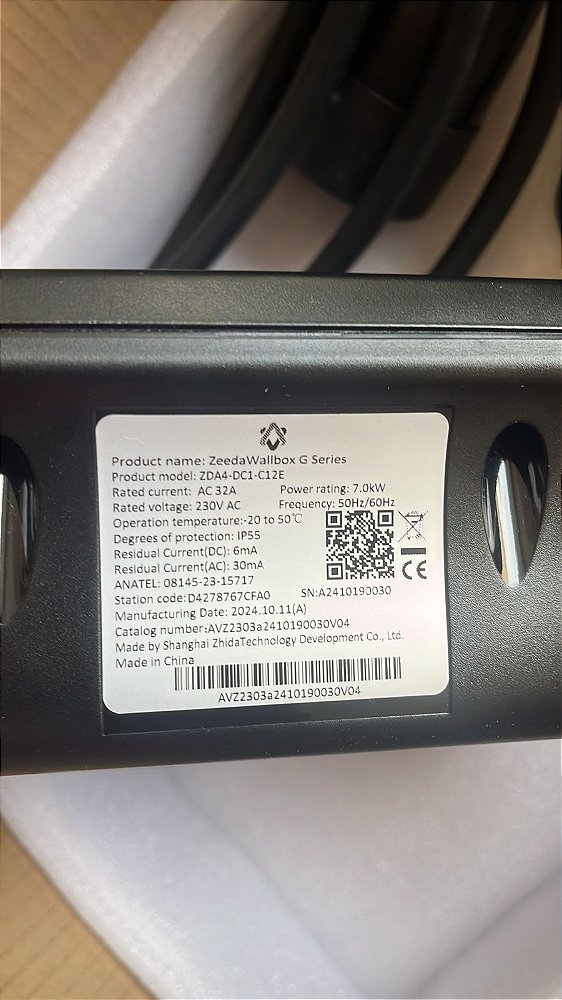 Product name: ZeedaWallbox G Series
Product model: ZDA4-DC1-C12E
Rated current: AC 32A Power rating: 7.0kW
Rated voltage: 230V AC Frequency: 50Hz/60Hz
Operation temperature:-20 to 50℃
Degrees of protection: IP55
Residual Current(DC): 6mA
Residual Current(AC): 30mA
ANATEL: 08145-23-15717
Station code: D4278767CFA0 SN:A2410190030
Manufacturing Date: 2024.10.11(A)
Catalog number:AVZ2303a2410190030V04
Made by Shanghai ZhidaTechnology Development Co., Ltd.
Made in China
CE
AVZ2303a2410190030V04